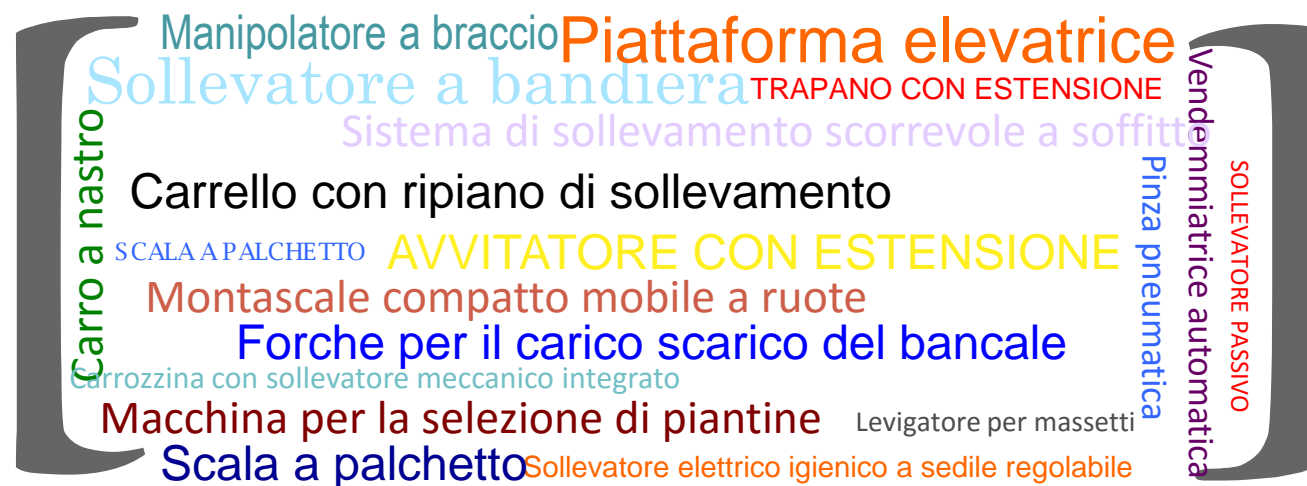 Manipolatore a braccio
Piattaforma elevatrice
Sollevatore a bandiera
TRAPANO CON ESTENSIONE
Sistema di sollevamento scorrevole a soffitto
Carro a nastro
Carrello con ripiano di sollevamento
SCALA A PALCHETTO
AVVITATORE CON ESTENSIONE
Montascale compatto mobile a ruote
Forche per il carico scarico del bancale
Carrozzina con sollevatore meccanico integrato
Macchina per la selezione di piantine
Levigatore per massetti
Scala a palchetto
Sollevatore elettrico igienico a sedile regolabile
Pinza pneumatica
Vendemmiatrice automatica
SOLLEVATORE PASSIVO